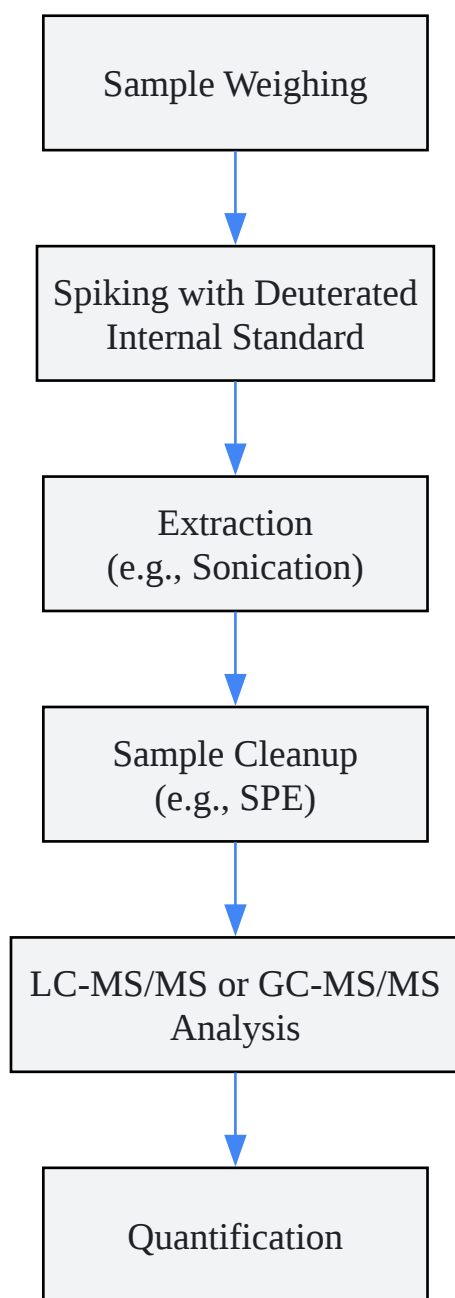 Sample Weighing
Spiking with Deuterated
Internal Standard
Extraction
(e.g., Sonication)
Sample Cleanup
(e.g., SPE)
LC-MS/MS or GC-MS/MS
Analysis
Quantification